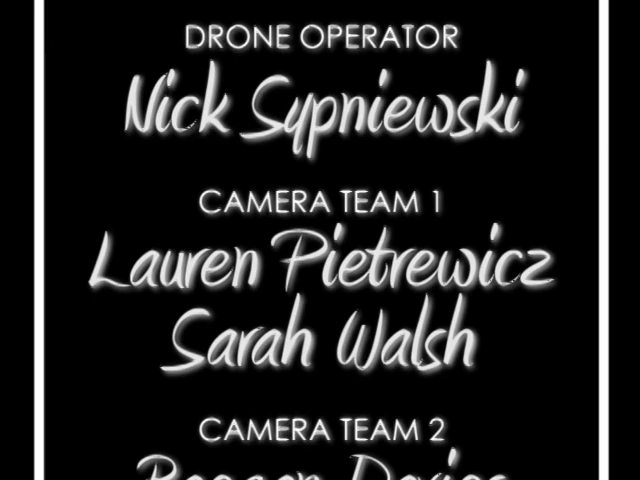 DRONE OPERATOR
Nick Sypniewski
CAMERA TEAM 1
Lauren Pietrewicz
Sarah Walsh
CAMERA TEAM 2